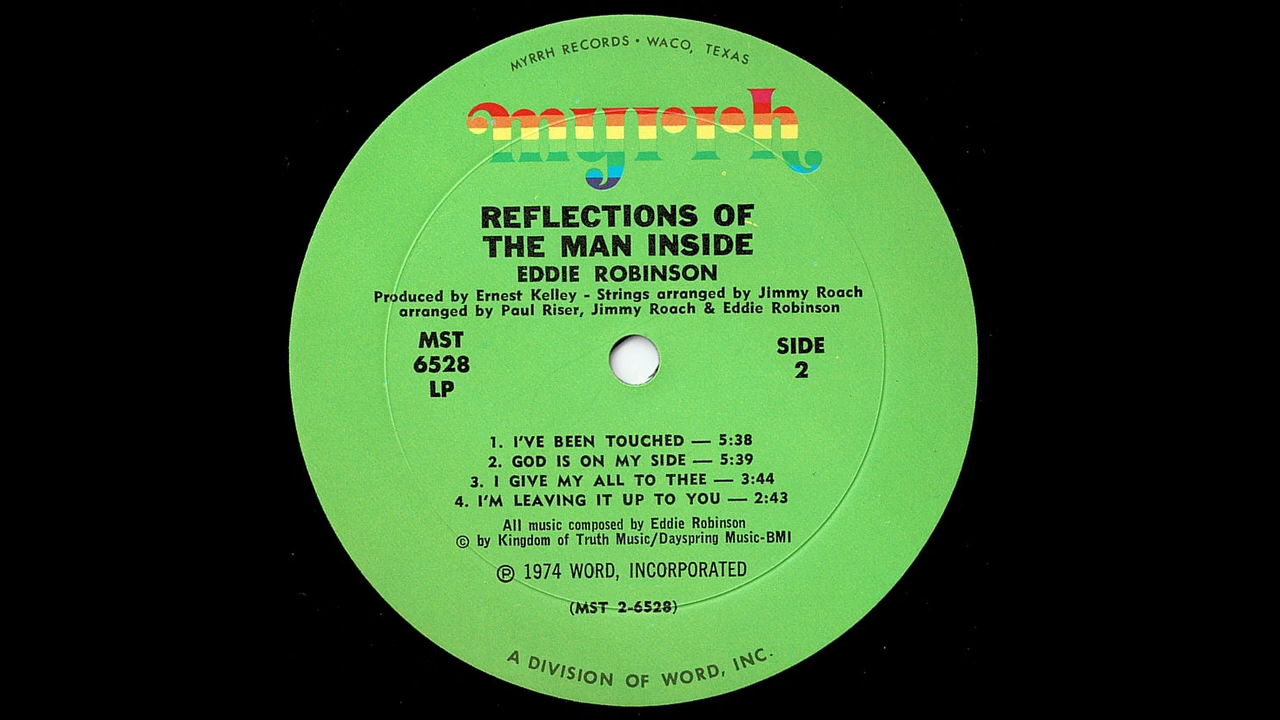 MYRRH RECORDS • WACO, TEXAS
myrrh
REFLECTIONS OF
THE MAN INSIDE
EDDIE ROBINSON
Produced by Ernest Kelley - Strings arranged by Jimmy Roach
arranged by Paul Riser, Jimmy Roach & Eddie Robinson
MST
6528
LP
SIDE
2
1. I'VE BEEN TOUCHED — 5:38
2. GOD IS ON MY SIDE — 5:39
3. I GIVE MY ALL TO THEE — 3:44
4. I'M LEAVING IT UP TO YOU — 2:43
All music composed by Eddie Robinson
© by Kingdom of Truth Music/Dayspring Music-BMI
℗ 1974 WORD, INCORPORATED
(MST 2-6528)
A DIVISION OF WORD, INC.